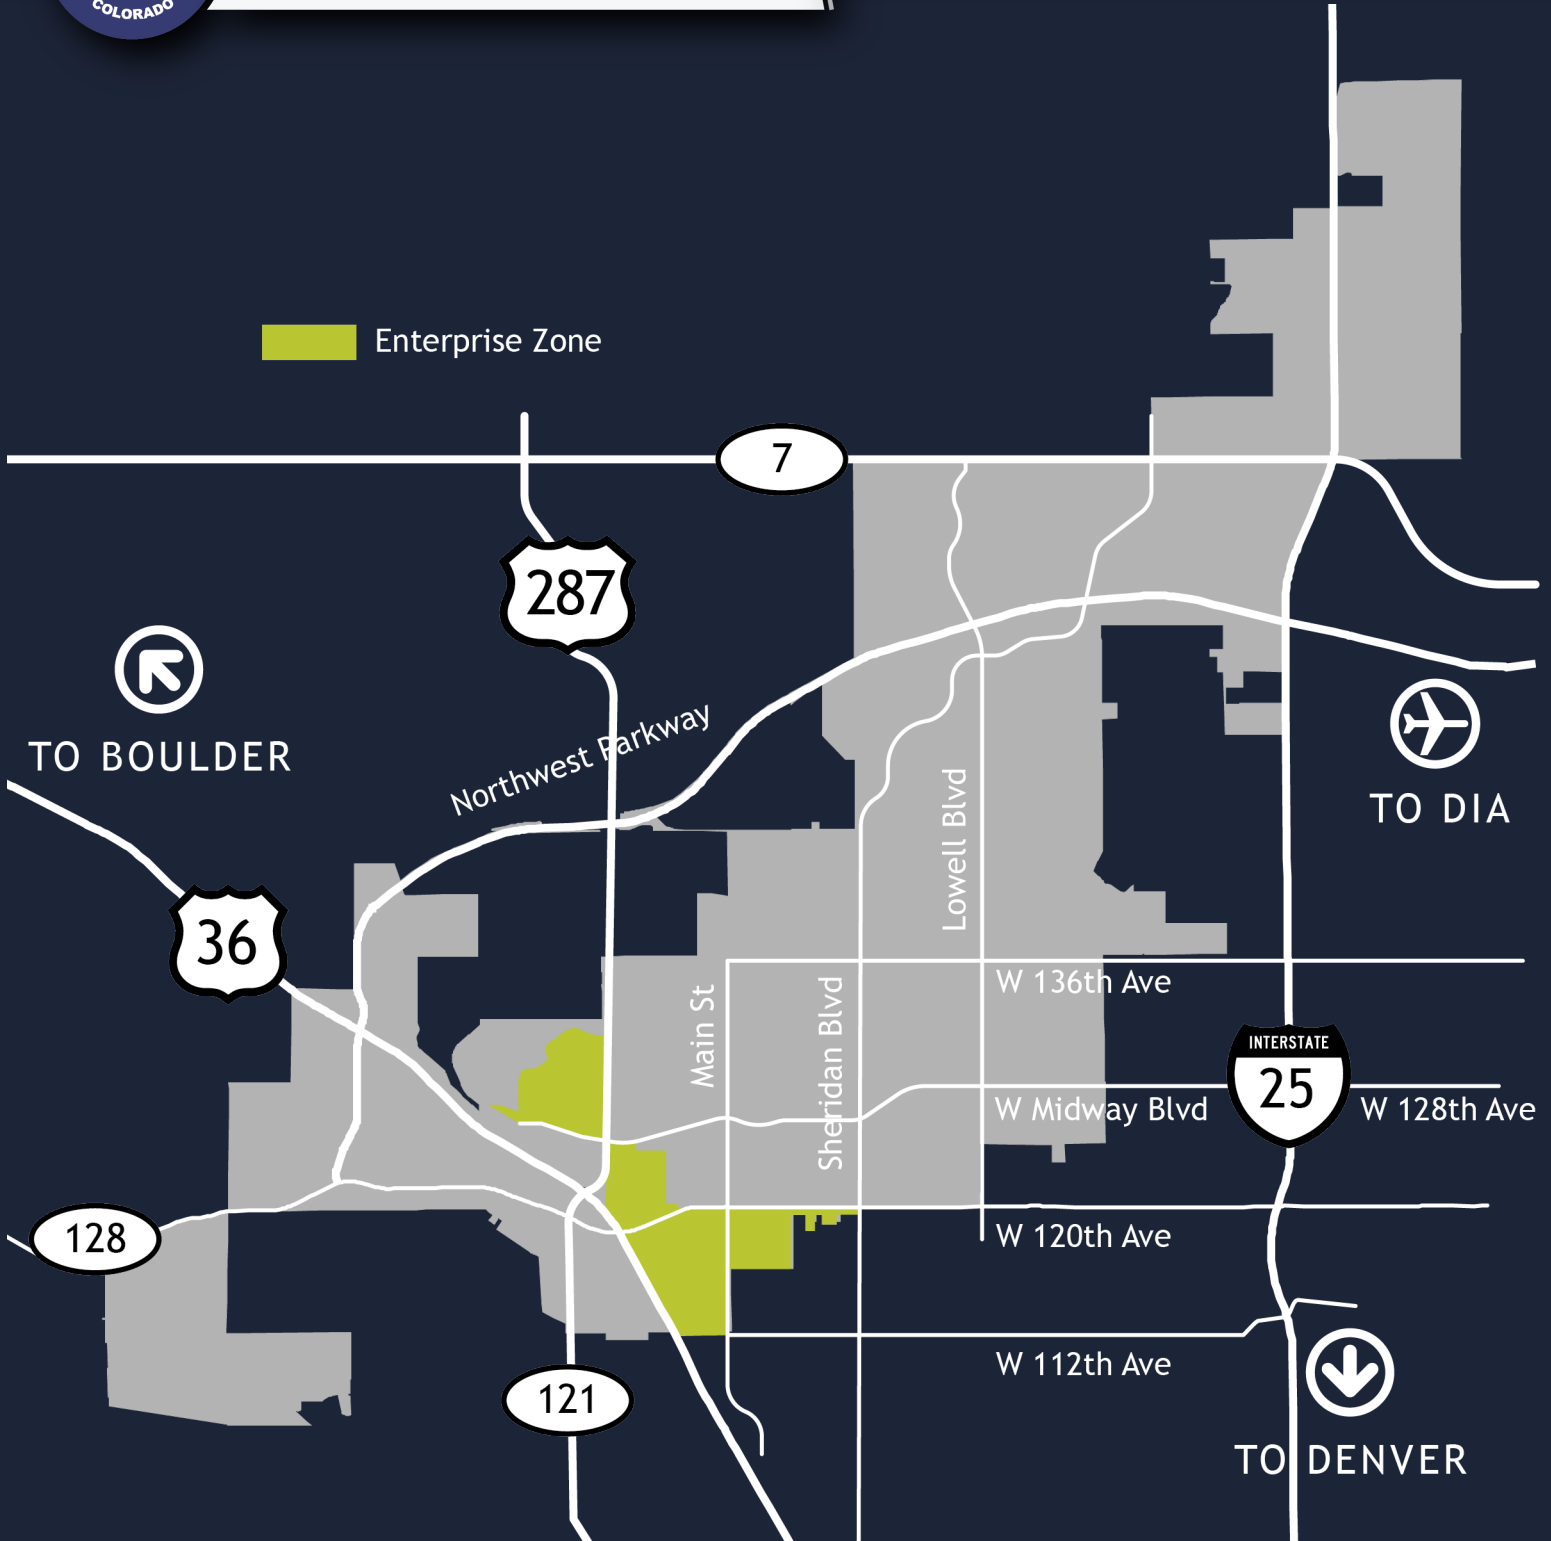 COLORADO
Enterprise Zone
7
287
TO BOULDER
Northwest Parkway
TO DIA
Lowell Blvd
36
W 136th Ave
Main St
Sheridan Blvd
INTERSTATE
25
W Midway Blvd
W 128th Ave
128
W 120th Ave
W 112th Ave
121
TO DENVER